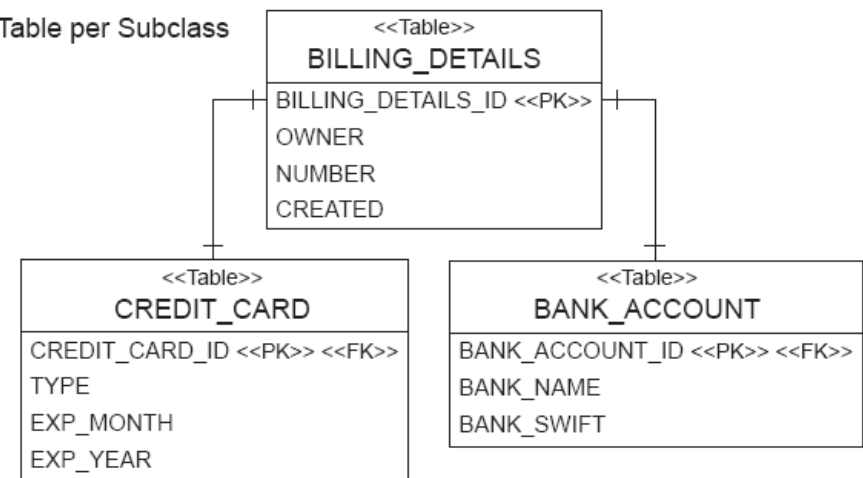 Table per Subclass
<<Table>>
BILLING_DETAILS
BILLING_DETAILS_ID <<PK>>
OWNER
NUMBER
CREATED
<<Table>>
CREDIT_CARD
CREDIT_CARD_ID <<PK>> <<FK>>
TYPE
EXP_MONTH
EXP_YEAR
<<Table>>
BANK_ACCOUNT
BANK_ACCOUNT_ID <<PK>> <<FK>>
BANK_NAME
BANK_SWIFT